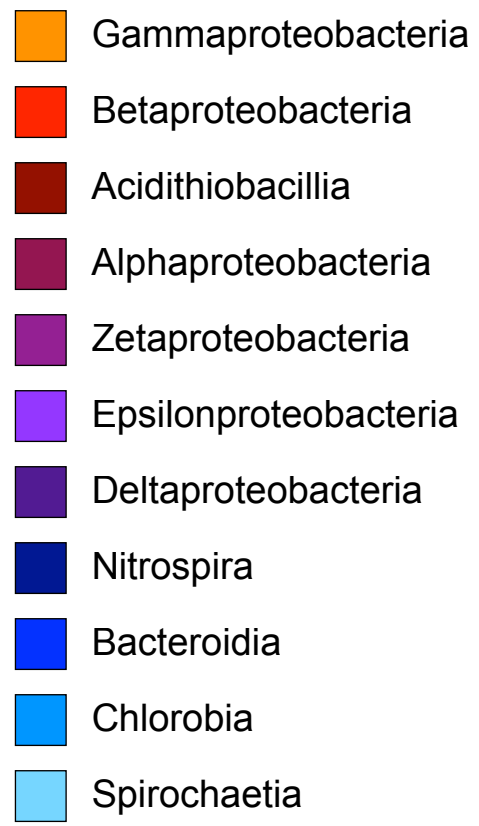 Gammaproteobacteria
Betaproteobacteria
Acidithiobacillia
Alphaproteobacteria
Zetaproteobacteria
Epsilonproteobacteria
Deltaproteobacteria
Nitrospira
Bacteroidia
Chlorobia
Spirochaetia